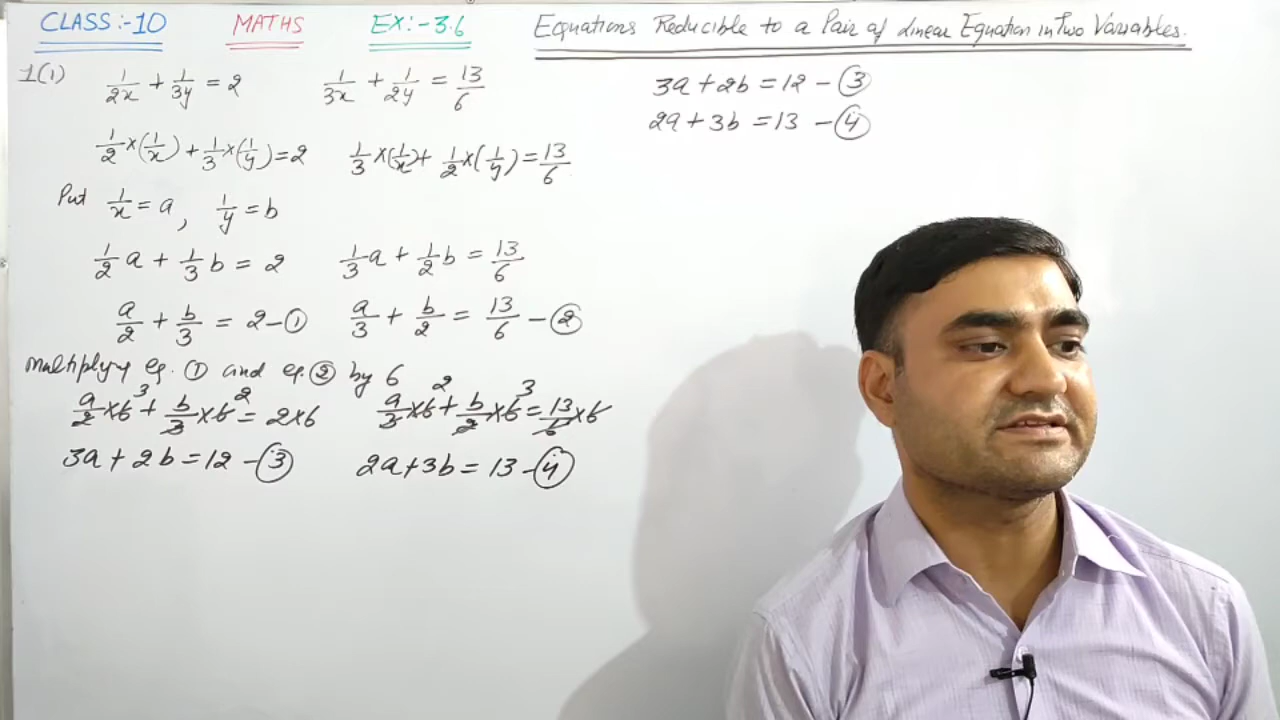 CLASS:-10 MATHS EX:-3.6 Equations Reducible to a Pair of Linear Equation in Two Variables.
1(i) 1/2x + 1/3y = 2 1/3x + 1/2y = 13/6
1/2 × (1/x) + 1/3 × (1/y) = 2 1/3 × (1/x) + 1/2 × (1/y) = 13/6
Put 1/x = a, 1/y = b
1/2 a + 1/3 b = 2 1/3 a + 1/2 b = 13/6
a/2 + b/3 = 2 - ① a/3 + b/2 = 13/6 - ②
multiply eq. ① and eq. ② by 6
a/2 × 6 3 + b/3 × 6 2 = 2×6 a/3 × 6 2 + b/2 × 6 3 = 13/6 × 6
3a + 2b = 12 - ③ 2a + 3b = 13 - ④
3a + 2b = 12 - ③
2a + 3b = 13 - ④